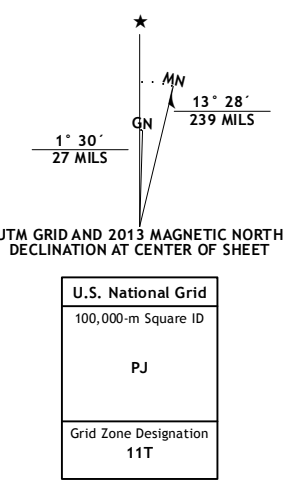 ★
MN
13° 28´
239 MILS
GN
1° 30´
27 MILS
UTM GRID AND 2013 MAGNETIC NORTH
DECLINATION AT CENTER OF SHEET
U.S. National Grid
100,000-m Square ID
PJ
Grid Zone Designation
11T